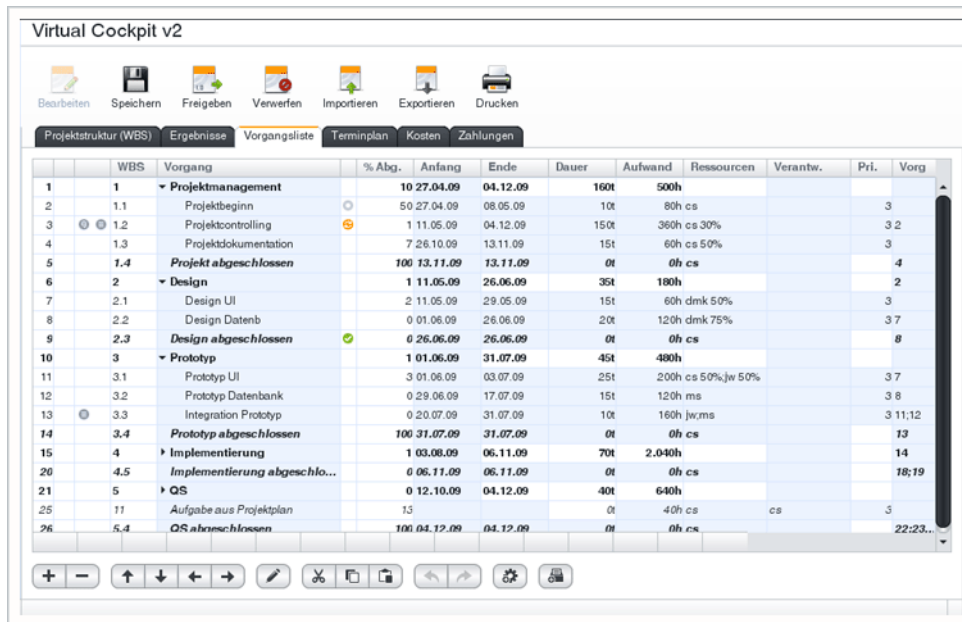 Virtual Cockpit v2
Bearbeiten Speichern Freigeben Verwerfen Importieren Exportieren Drucken
Projektstruktur (WBS) Ergebnisse Vorgangsliste Terminplan Kosten Zahlungen
WBS Vorgang % Abg. Anfang Ende Dauer Aufwand Ressourcen Verantw. Pri. Vorg
1 1 Projektmanagement 10 27.04.09 04.12.09 160t 500h
2 1.1 Projektbeginn 50 27.04.09 08.05.09 10t 80h cs 3
3 1.2 Projektcontrolling 1 11.05.09 04.12.09 150t 360h cs 30% 3 2
4 1.3 Projektdokumentation 7 26.10.09 13.11.09 15t 60h cs 50% 3
5 1.4 Projekt abgeschlossen 100 13.11.09 13.11.09 0t 0h cs 4
6 2 Design 1 11.05.09 26.06.09 35t 180h 2
7 2.1 Design UI 2 11.05.09 29.05.09 15t 60h dmk 50% 3
8 2.2 Design Datenb 0 01.06.09 26.06.09 20t 120h dmk 75% 3 7
9 2.3 Design abgeschlossen 0 26.06.09 26.06.09 0t 0h cs 8
10 3 Prototyp 1 01.06.09 31.07.09 45t 480h
11 3.1 Prototyp UI 3 01.06.09 03.07.09 25t 200h cs 50%;jw 50% 3 7
12 3.2 Prototyp Datenbank 0 29.06.09 17.07.09 15t 120h ms 3 8
13 3.3 Integration Prototyp 0 20.07.09 31.07.09 10t 160h jw;ms 3 11;12
14 3.4 Prototyp abgeschlossen 100 31.07.09 31.07.09 0t 0h cs 13
15 4 Implementierung 1 03.08.09 06.11.09 70t 2.040h 14
20 4.5 Implementierung abgeschlo... 0 06.11.09 06.11.09 0t 0h cs 18;19
21 5 QS 0 12.10.09 04.12.09 40t 640h
25 11 Aufgabe aus Projektplan 13 0t 40h cs cs 3
26 5.4 QS abgeschlossen 100 04.12.09 04.12.09 0t 0h cs 22;23...